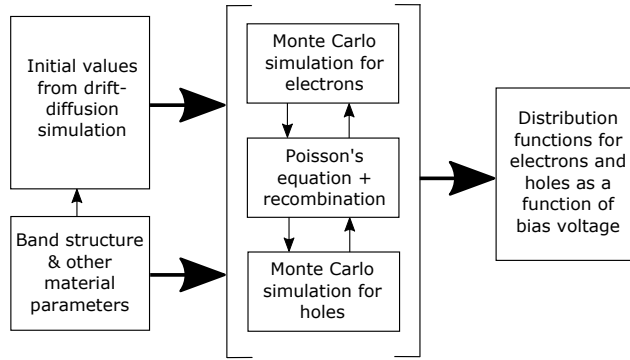 Initial values
from drift-
diffusion
simulation
Band structure
& other
material
parameters
Monte Carlo
simulation for
electrons
Poisson's
equation +
recombination
Monte Carlo
simulation for
holes
Distribution
functions for
electrons and
holes as a
function of
bias voltage